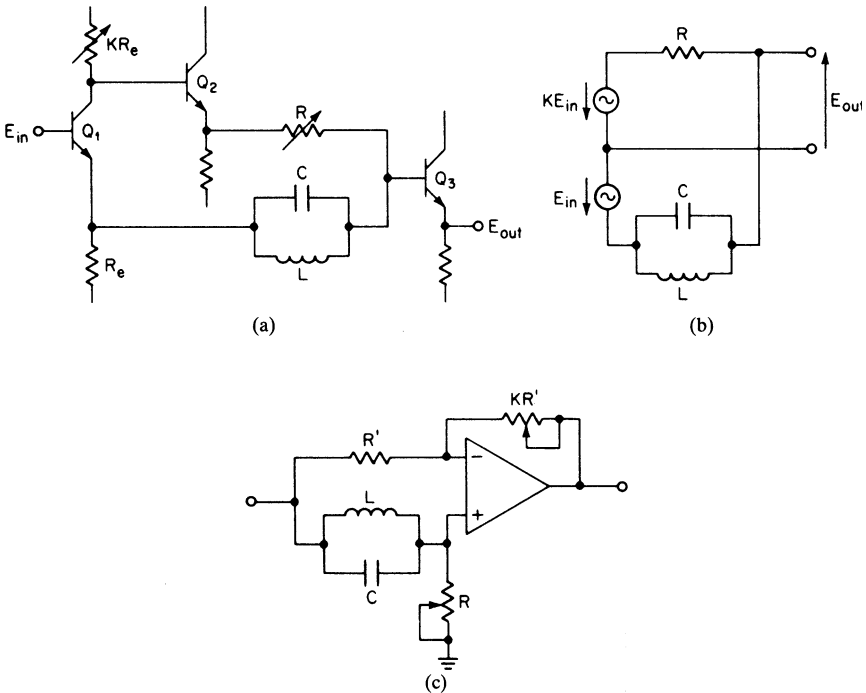 KRe
Q2
Ein
Q1
R
Q3
C
L
Re
Eout
(a)
R
KEin
Eout
Ein
C
L
(b)
KR'
R'
−
L
+
C
R
(c)